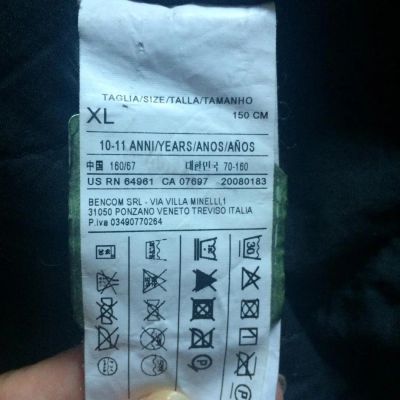 TAGLIA/SIZE/TALLA/TAMANHO
XL 150 CM
10-11 ANNI/YEARS/ANOS/AÑOS
中国 160/67 대한민국 70-160
US RN 64961 CA 07697 20080183
BENCOM SRL - VIA VILLA MINELLI,1
31050 PONZANO VENETO TREVISO ITALIA
P.iva 03490770264
30
P
P